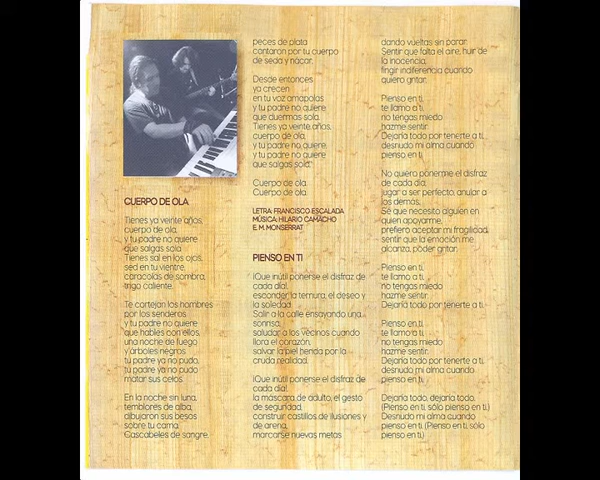 CUERPO DE OLA
Tienes ya veinte años,
cuerpo de ola,
y tu padre no quiere
que salgas sola.
Tienes sal en los ojos,
sed en tu vientre,
caracolas de sombra,
trigo caliente.
Te cortejan los hombres
por los senderos
y tu padre no quiere
que hables con ellos,
una noche de fuego
y árboles negros
tu padre ya no pudo,
tu padre ya no pudo
matar sus celos.
En la noche sin luna,
temblores de alba,
dibujaron sus besos
sobre tu cama.
Cascabeles de sangre,
peces de plata
cantaron por tu cuerpo
de seda y nácar.
Desde entonces
ya crecen
en tu voz amapolas
y tu padre no quiere
que duermas sola.
Tienes ya veinte años,
cuerpo de ola,
y tu padre no quiere,
y tu padre no quiere
que salgas sola.
Cuerpo de ola.
Cuerpo de ola.
LETRA: FRANCISCO ESCALADA
MÚSICA: HILARIO CAMACHO
E. M. MONSERRAT
PIENSO EN TI
¡Que inútil ponerse el disfraz de
cada día!,
esconder la ternura, el deseo y
la soledad.
Salir a la calle ensayando una
sonrisa,
saludar a los vecinos cuando
llora el corazón,
salvar la piel herida por la
cruda realidad.
¡Que inútil ponerse el disfraz de
cada día!,
la máscara de adulto, el gesto
de seguridad,
construir castillos de ilusiones y
de arena,
marcarse nuevas metas
dando vueltas sin parar.
Sentir que falta el aire, huir de
la inocencia,
fingir indiferencia cuando
quiero gritar.
Pienso en ti,
te llamo a ti,
no tengas miedo
hazme sentir.
Dejaría todo por tenerte a ti,
desnudo mi alma cuando
pienso en ti.
No quiero ponerme el disfraz
de cada día;
jugar a ser perfecto, anular a
los demás,
Sé que necesito alguien en
quien apoyarme,
prefiero aceptar mi fragilidad,
sentir que la emoción me
alcanza, poder gritar.
Pienso en ti,
te llamo a ti,
no tengas miedo
hazme sentir.
Dejaría todo por tenerte a ti.
Pienso en ti,
te llamo a ti,
no tengas miedo
hazme sentir.
Dejaría todo por tenerte a ti,
desnudo mi alma cuando
pienso en ti.
Dejaría todo, dejaría todo,
(Pienso en ti, sólo pienso en ti)
Desnudo mi alma cuando
pienso en ti (Pienso en ti, sólo
pienso en ti)